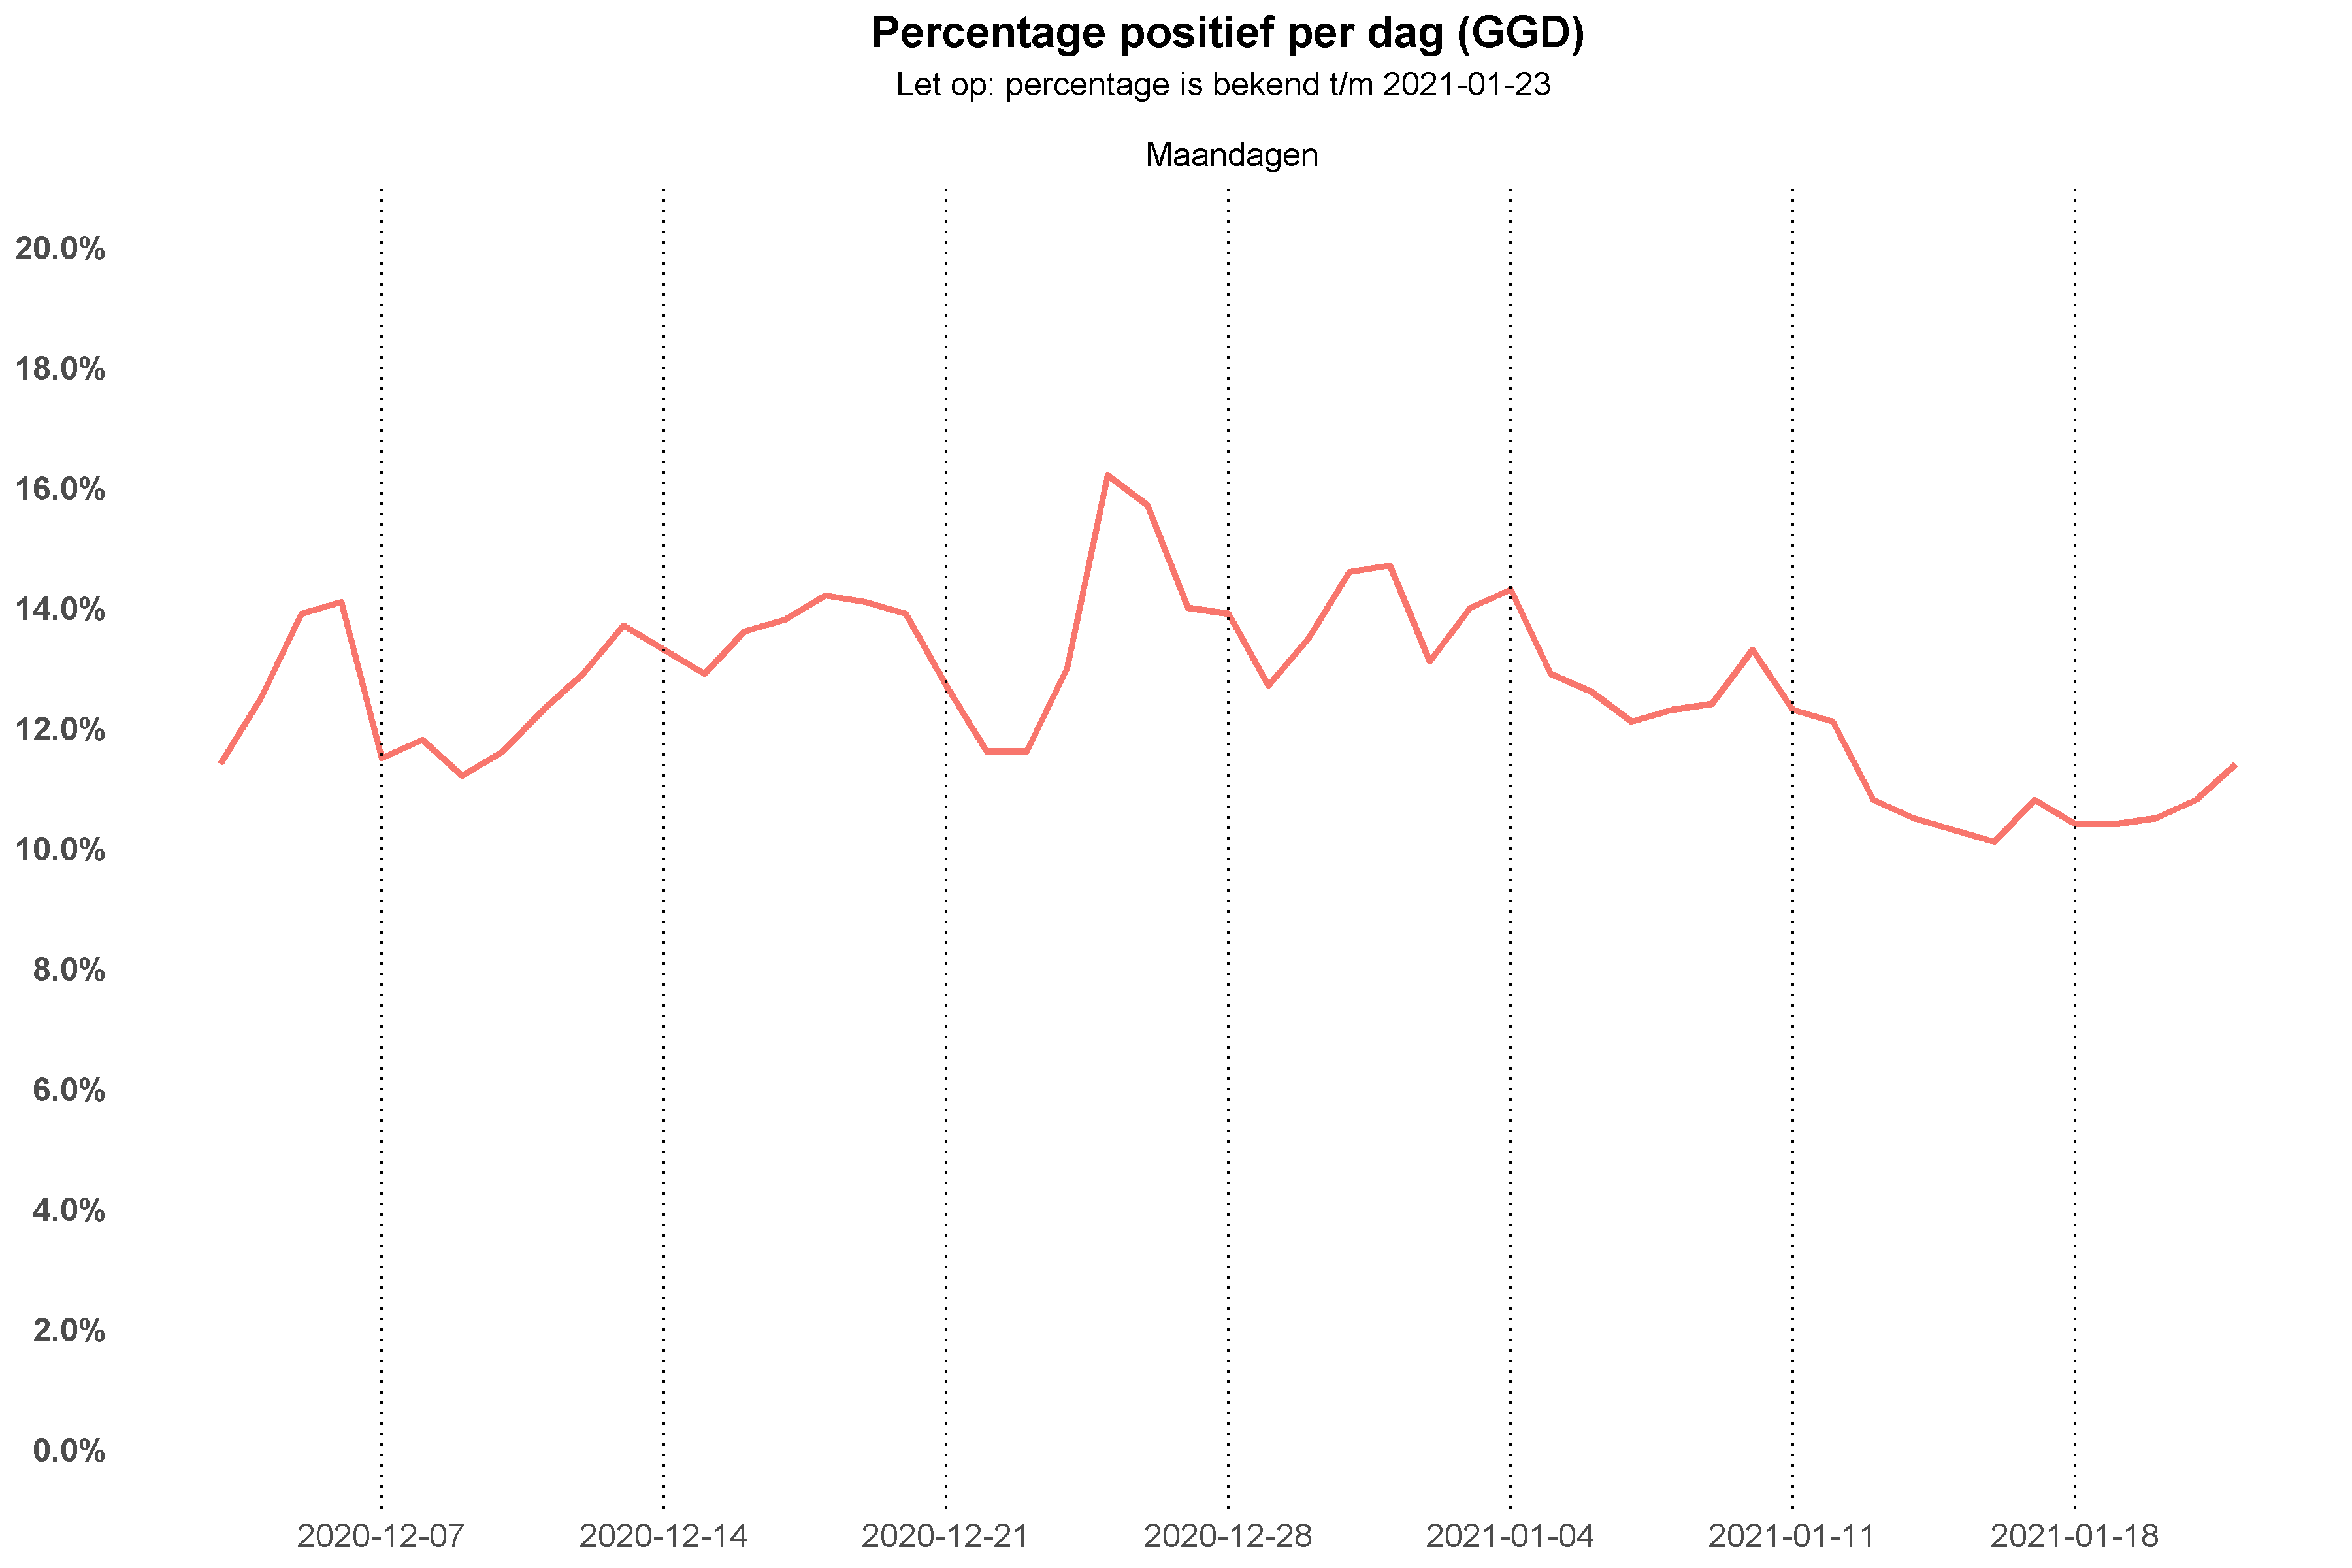 Percentage positief per dag (GGD)
Let op: percentage is bekend t/m 2021-01-23
Maandagen
20.0%
18.0%
16.0%
14.0%
12.0%
10.0%
8.0%
6.0%
4.0%
2.0%
0.0%
2020-12-07 2020-12-14 2020-12-21 2020-12-28 2021-01-04 2021-01-11 2021-01-18